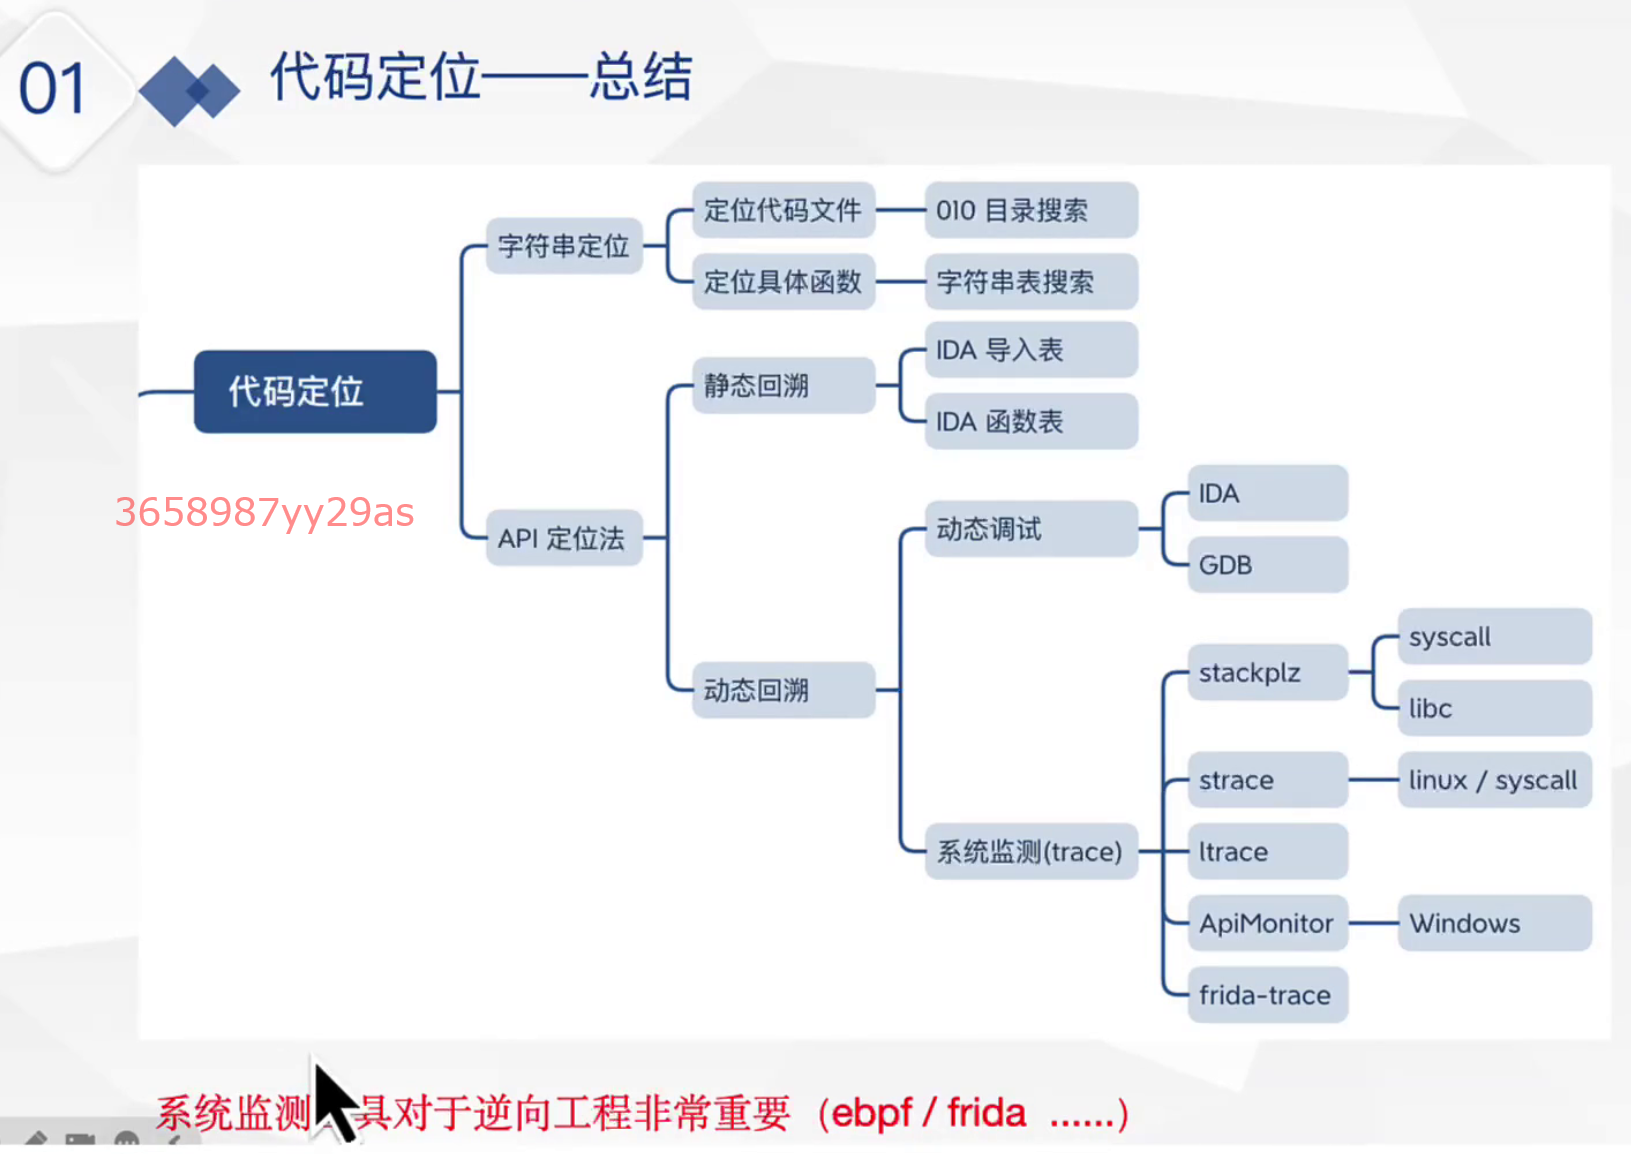 01
代码定位——总结
定位代码文件
010 目录搜索
字符串定位
定位具体函数
字符串表搜索
IDA 导入表
静态回溯
代码定位
IDA 函数表
IDA
3658987yy29as
动态调试
API 定位法
GDB
syscall
stackplz
动态回溯
libc
strace
linux / syscall
系统监测(trace)
ltrace
ApiMonitor
Windows
frida-trace
系统监测 具对于逆向工程非常重要（ebpf / frida ......）